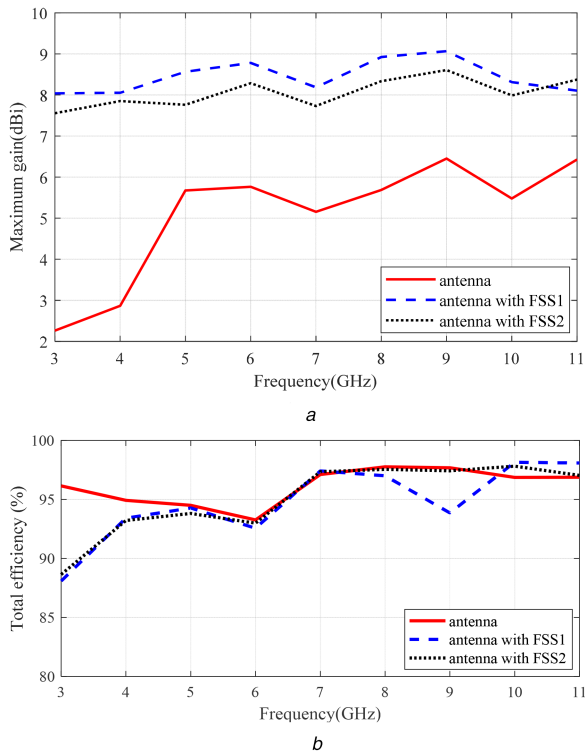 10
9
8
7
6
5
4
3
2
Maximum gain(dBi)
antenna
antenna with FSS1
antenna with FSS2
3 4 5 6 7 8 9 10 11
Frequency(GHz)
a
100
95
90
85
80
Total efficiency (%)
antenna
antenna with FSS1
antenna with FSS2
3 4 5 6 7 8 9 10 11
Frequency(GHz)
b